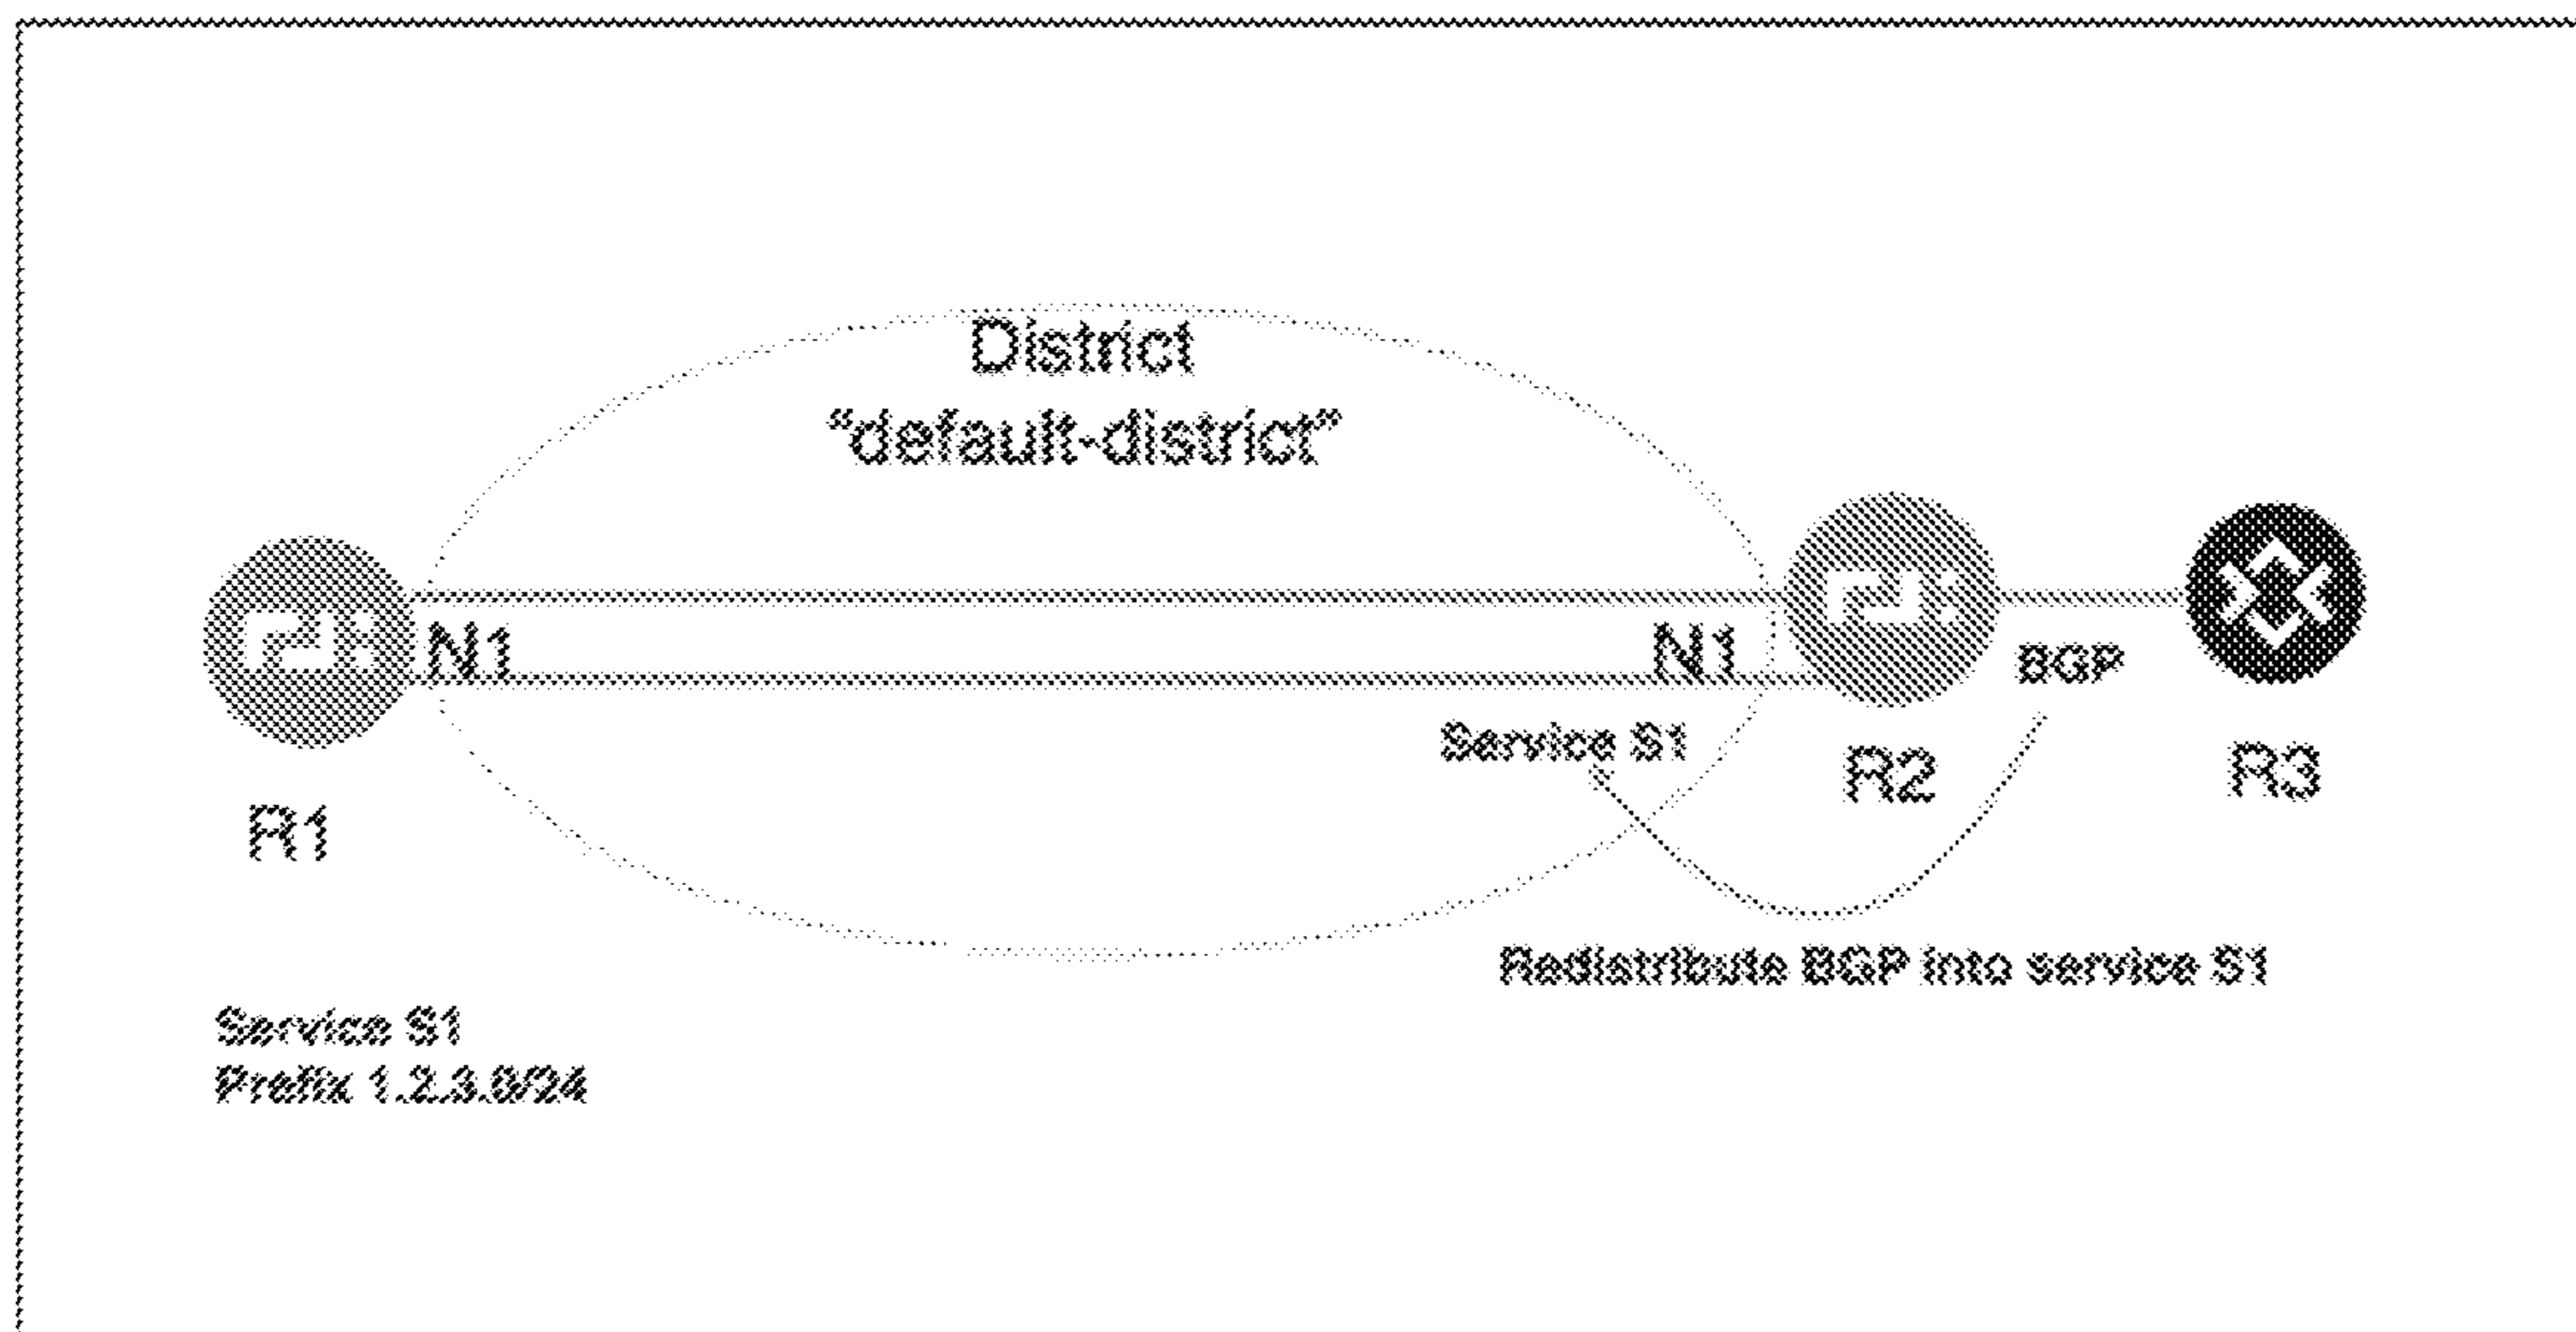 District
“default-district”
N1
N1
BGP
Service S1
R2
R3
R1
Redistribute BGP into service S1
Service S1
Prefix 1.2.3.0/24